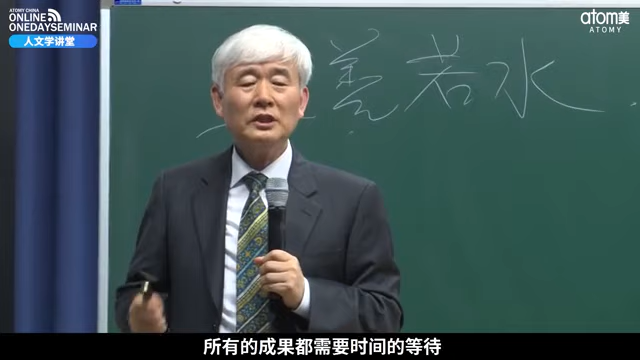 ATOMY CHINA
ONLINE
ONEDAYSEMINAR
人文学讲堂
atom美
ATOMY
善若水
所有的成果都需要时间的等待